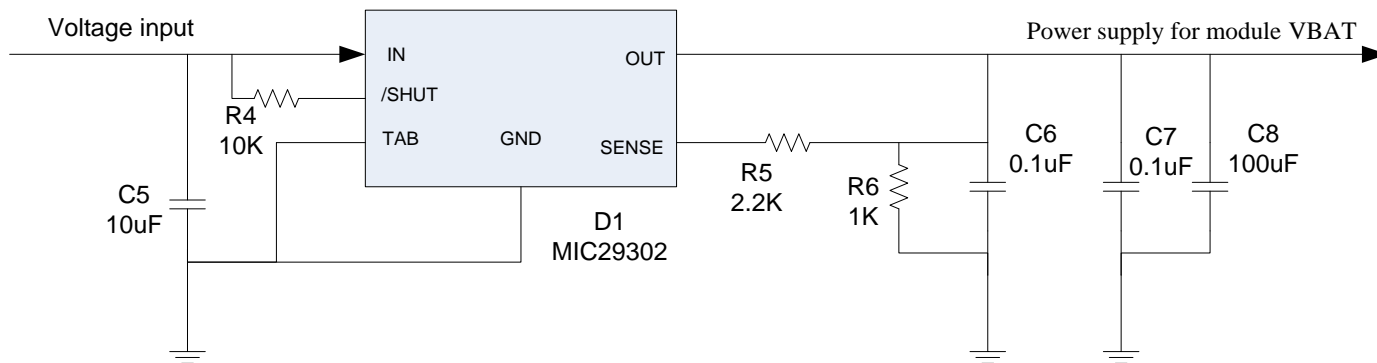 Voltage input
Power supply for module VBAT
IN
OUT
/SHUT
R4
10K
TAB
GND
SENSE
C6
0.1uF
C7
0.1uF
C8
100uF
R5
2.2K
R6
1K
C5
10uF
D1
MIC29302